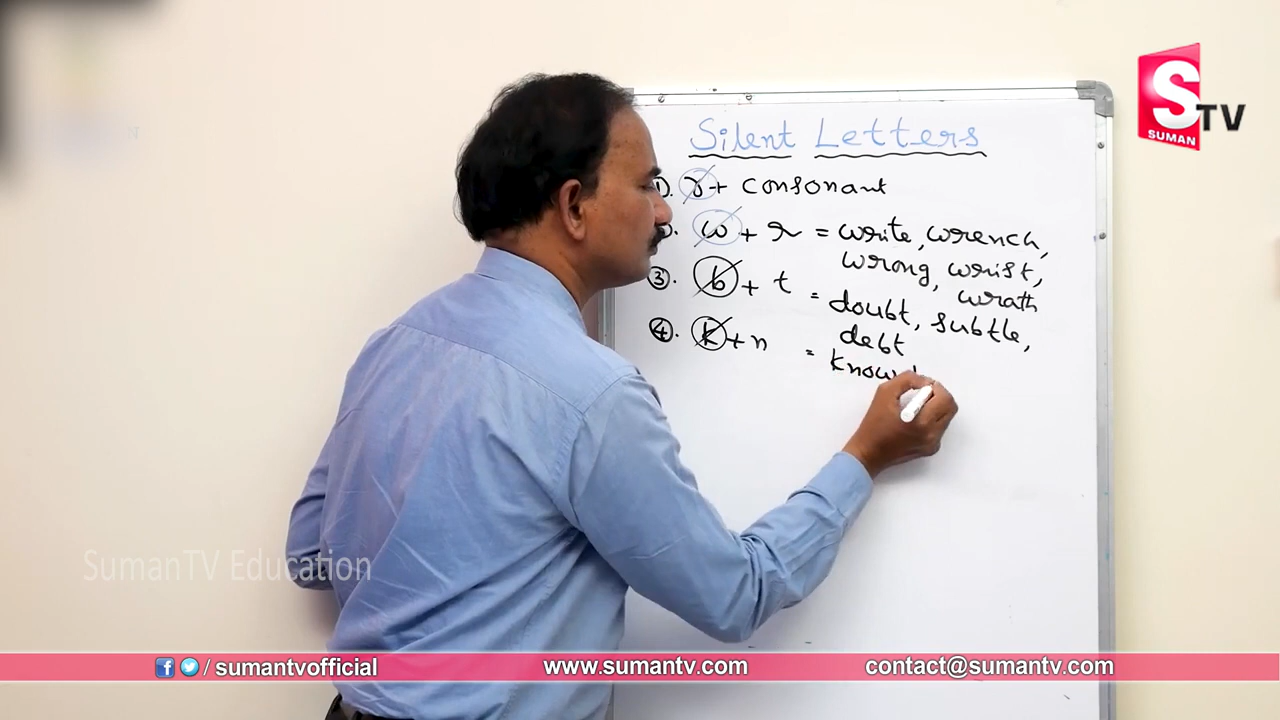 S
TV
SUMAN
Silent Letters
1). r + consonant
. w + r = write, wrench,
wrong, wrist,
wrath
③. b + t = doubt, subtle,
debt
④. k + n = know
SumanTV Education
/ sumantvofficial
www.sumantv.com
contact@sumantv.com